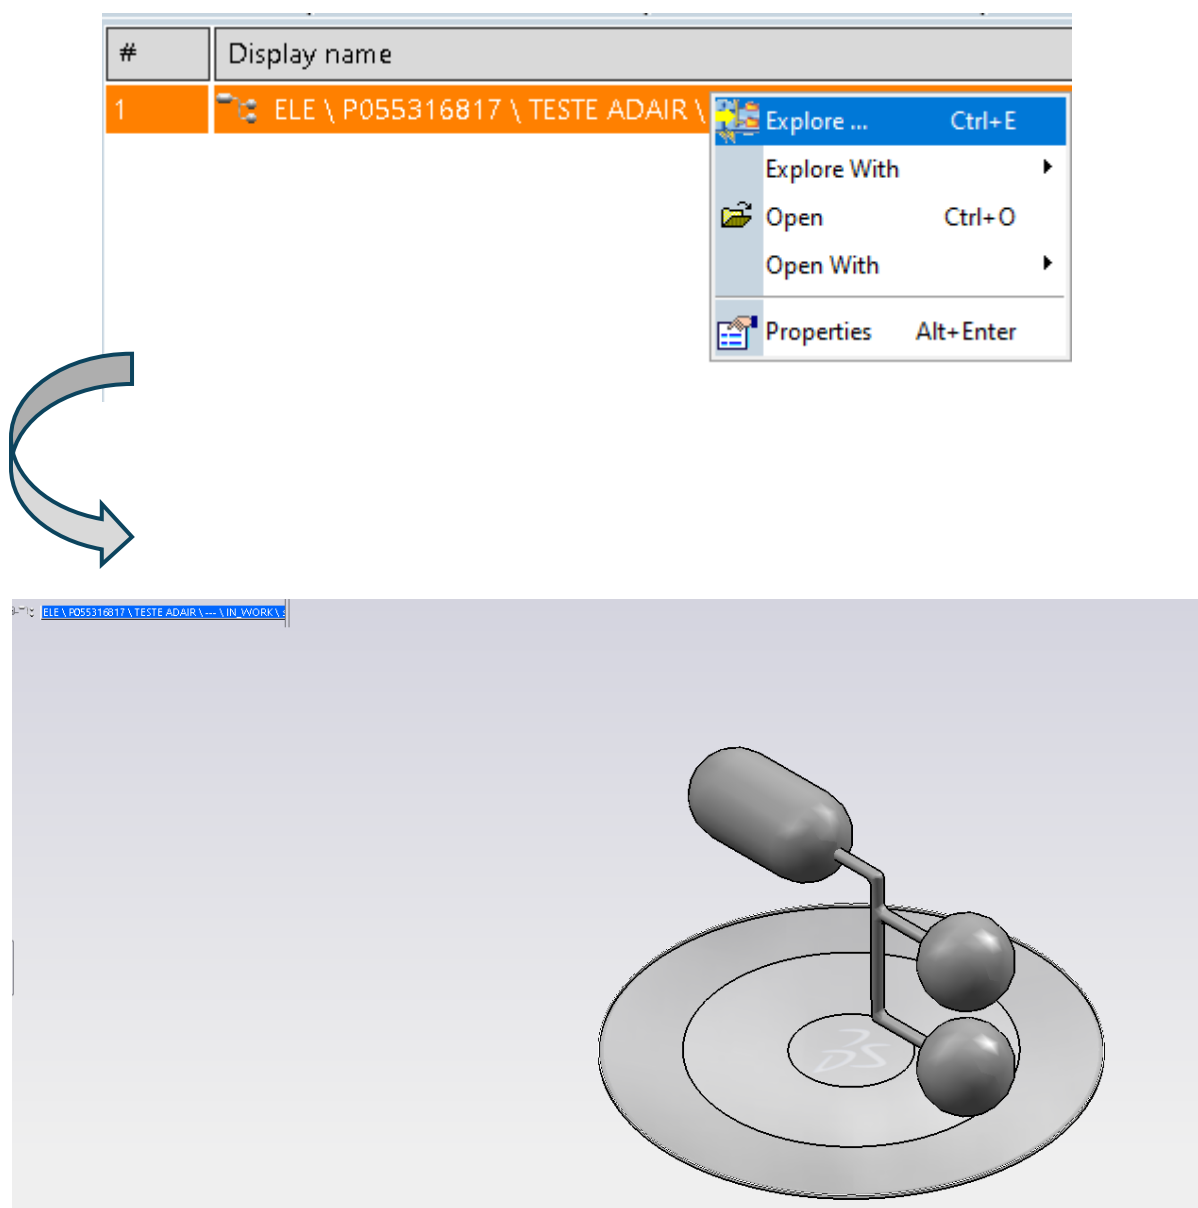 # Display name
1 ELE \ P055316817 \ TESTE ADAIR \
Explore ... Ctrl+E
Explore With
Open Ctrl+O
Open With
Properties Alt+Enter
ELE \ P055316817 \ TESTE ADAIR \ --- \ IN_WORK \
DS